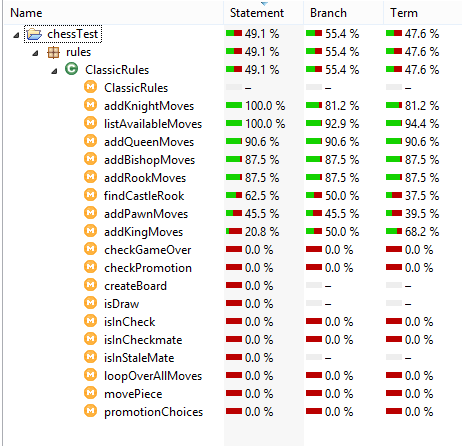 Name Statement Branch Term
chessTest 49.1 % 55.4 % 47.6 %
rules 49.1 % 55.4 % 47.6 %
ClassicRules 49.1 % 55.4 % 47.6 %
ClassicRules – – –
addKnightMoves 100.0 % 81.2 % 81.2 %
listAvailableMoves 100.0 % 92.9 % 94.4 %
addQueenMoves 90.6 % 90.6 % 90.6 %
addBishopMoves 87.5 % 87.5 % 87.5 %
addRookMoves 87.5 % 87.5 % 87.5 %
findCastleRook 62.5 % 50.0 % 37.5 %
addPawnMoves 45.5 % 45.5 % 39.5 %
addKingMoves 20.8 % 50.0 % 68.2 %
checkGameOver 0.0 % 0.0 % 0.0 %
checkPromotion 0.0 % 0.0 % 0.0 %
createBoard 0.0 % – –
isDraw 0.0 % – –
isInCheck 0.0 % 0.0 % 0.0 %
isInCheckmate 0.0 % 0.0 % 0.0 %
isInStaleMate 0.0 % – –
loopOverAllMoves 0.0 % 0.0 % 0.0 %
movePiece 0.0 % 0.0 % 0.0 %
promotionChoices 0.0 % 0.0 % 0.0 %